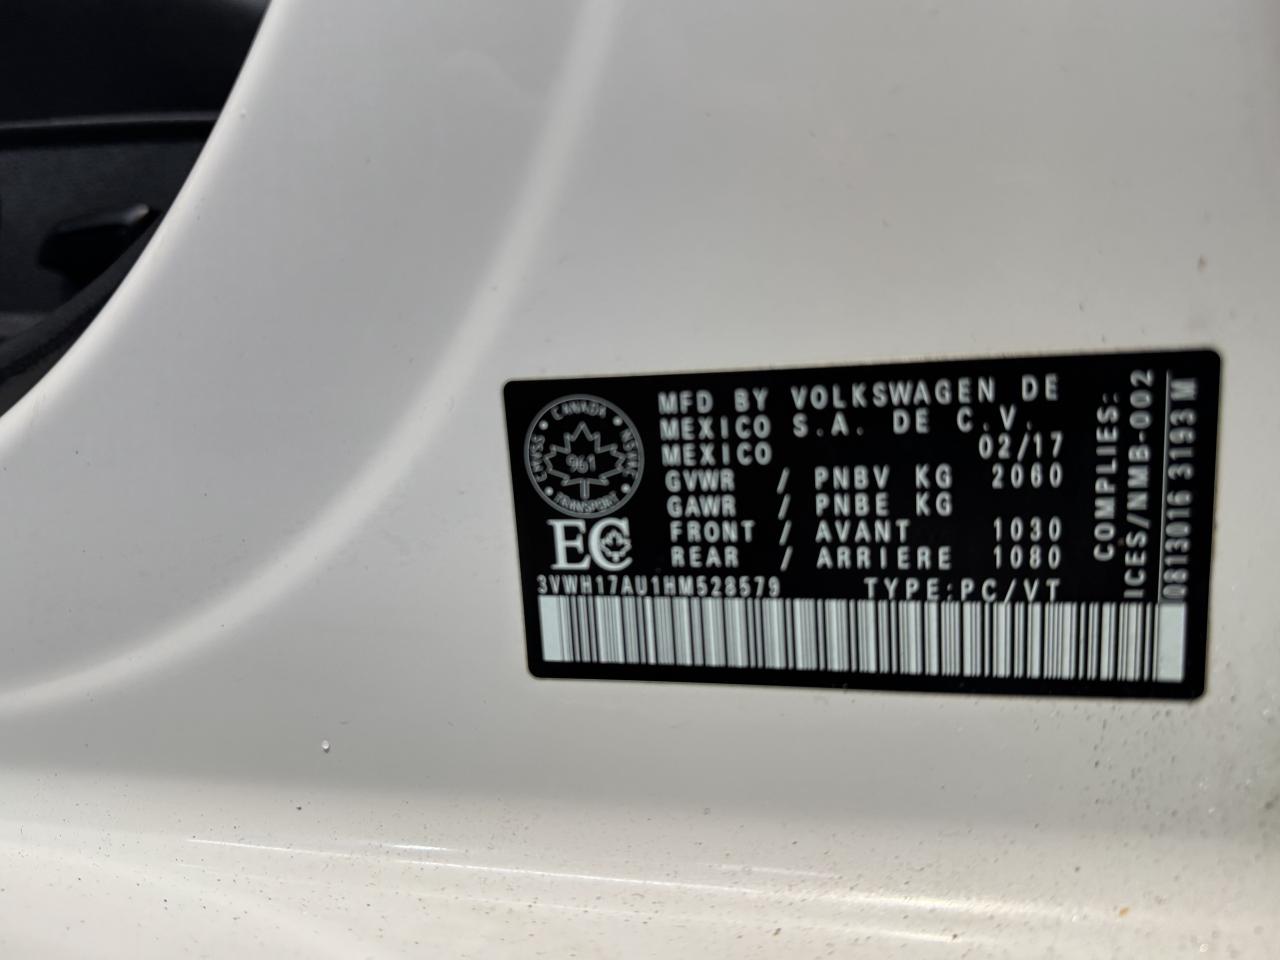 MFD BY VOLKSWAGEN DE
MEXICO S.A. DE C.V.
MEXICO 02/17
GVWR / PNBV KG 2060
GAWR / PNBE KG
FRONT / AVANT 1030
REAR / ARRIERE 1080
3VWH17AU1HM528579 TYPE:PC/VT
CANADA
961
TRANSPORT
EC
COMPLIES:
ICES/NMB-002
0813016 3193 M